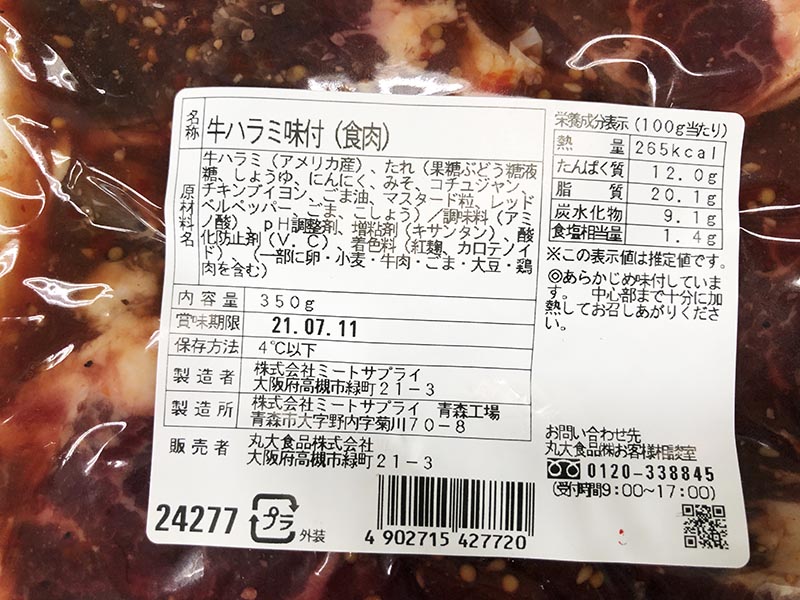 名称
牛ハラミ味付（食肉）
原材料名
牛ハラミ（アメリカ産）、たれ（果糖ぶどう糖液
糖、しょうゆ、にんにく、みそ、コチュジャン、
チキンブイヨン、ごま油、マスタード粒、レッド
ベルペッパー、ごま、こしょう）／調味料（アミ
ノ酸）、pH調整剤、増粘剤（キサンタン）、酸
化防止剤（V．C）、着色料（紅麹、カロテノイ
ド）、（一部に卵・小麦・牛肉・ごま・大豆・鶏
肉を含む）
内容量 350g
賞味期限 21.07.11
保存方法 4℃以下
製造者 株式会社ミートサプライ
大阪府高槻市緑町21－3
製造所 株式会社ミートサプライ 青森工場
青森市大字野内字菊川70－8
販売者 丸大食品株式会社
大阪府高槻市緑町21－3
24277
プラ
外装
4 902715 427720
栄養成分表示（100g当たり）
熱量 265kcal
たんぱく質 12.0g
脂質 20.1g
炭水化物 9.1g
食塩相当量 1.4g
※この表示値は推定値です。
◎あらかじめ味付していま
す。 中心部まで十分に加
熱してお召しあがりくださ
い。
お問い合わせ先
丸大食品㈱お客様相談室
0120-338845
（受付時間9:00〜17:00）